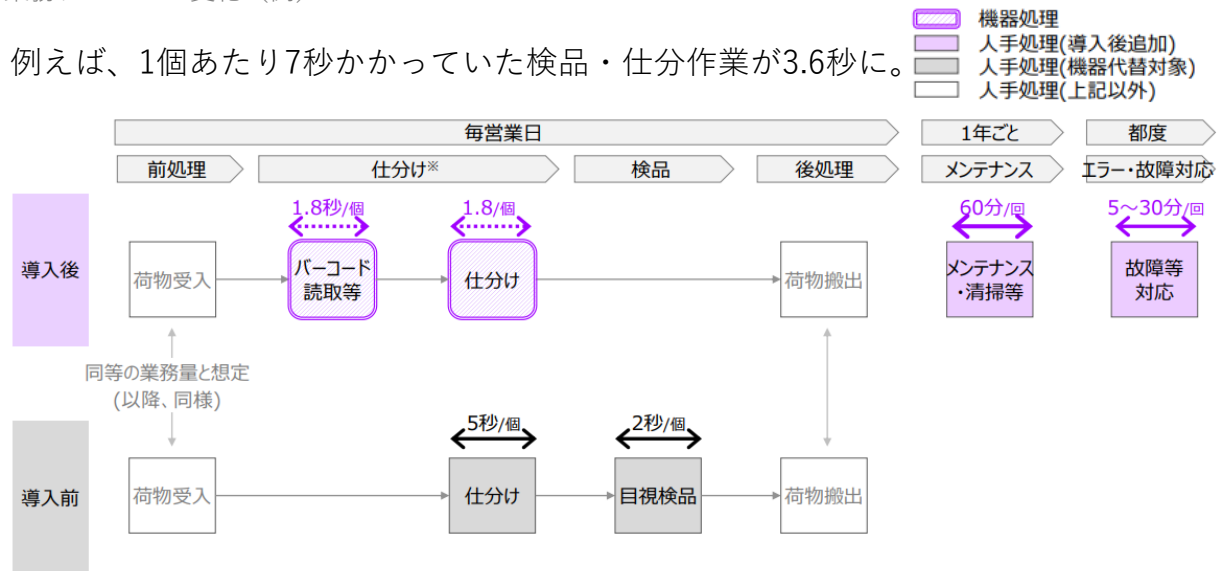 機器処理
人手処理(導入後追加)
人手処理(機器代替対象)
人手処理(上記以外)
例えば、1個あたり7秒かかっていた検品・仕分作業が3.6秒に。
毎営業日
1年ごと
都度
前処理
仕分け※
検品
後処理
メンテナンス
エラー・故障対応
導入後
1.8秒/個
1.8/個
60分/回
5～30分/回
荷物受入
バーコード
読取等
仕分け
荷物搬出
メンテナンス
・清掃等
故障等
対応
同等の業務量と想定
(以降、同様)
導入前
5秒/個
2秒/個
荷物受入
仕分け
目視検品
荷物搬出